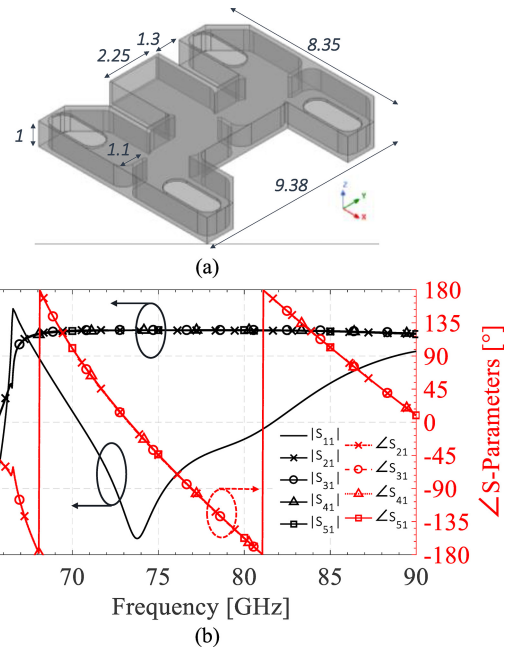 1.3
8.35
2.25
1
1.1
9.38
Z
Y
X
(a)
180
135
90
45
0
-45
-90
-135
-180
∠S-Parameters [°]
|S11| ∠S21
|S21| ∠S31
|S31| ∠S41
|S41| ∠S51
|S51|
70 75 80 85 90
Frequency [GHz]
(b)